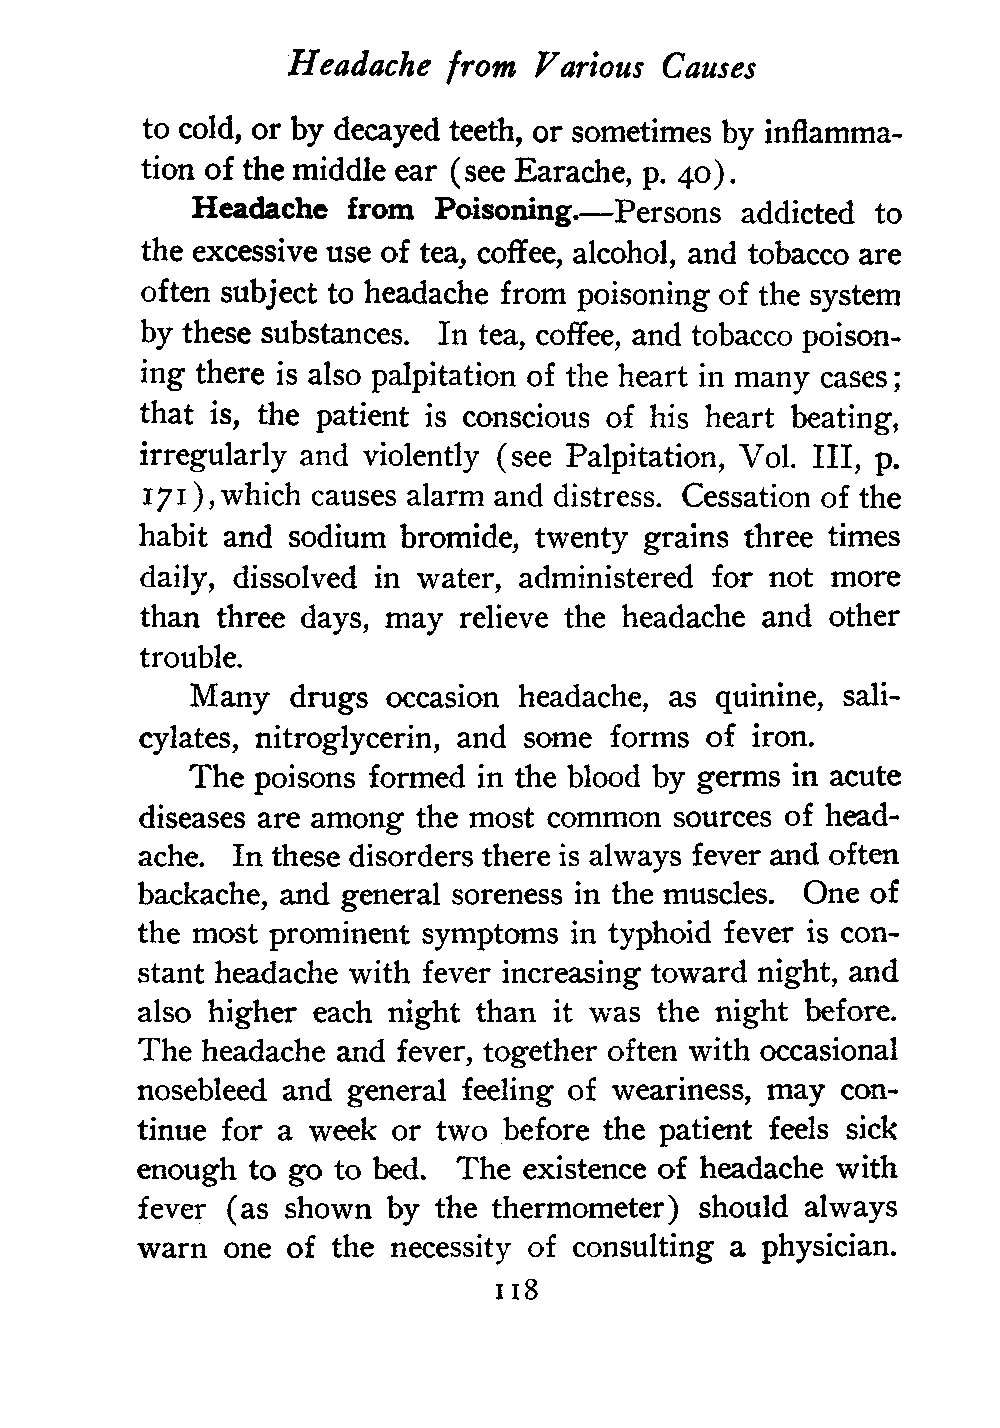 Headache from Various Causes
to cold, or by decayed teeth, or sometimes by inflamma-
tion of the middle ear (see Earache, p. 40).
Headache from Poisoning.—Persons addicted to
the excessive use of tea, coffee, alcohol, and tobacco are
often subject to headache from poisoning of the system
by these substances. In tea, coffee, and tobacco poison-
ing there is also palpitation of the heart in many cases;
that is, the patient is conscious of his heart beating,
irregularly and violently (see Palpitation, Vol. III, p.
171), which causes alarm and distress. Cessation of the
habit and sodium bromide, twenty grains three times
daily, dissolved in water, administered for not more
than three days, may relieve the headache and other
trouble.
Many drugs occasion headache, as quinine, sali-
cylates, nitroglycerin, and some forms of iron.
The poisons formed in the blood by germs in acute
diseases are among the most common sources of head-
ache. In these disorders there is always fever and often
backache, and general soreness in the muscles. One of
the most prominent symptoms in typhoid fever is con-
stant headache with fever increasing toward night, and
also higher each night than it was the night before.
The headache and fever, together often with occasional
nosebleed and general feeling of weariness, may con-
tinue for a week or two before the patient feels sick
enough to go to bed. The existence of headache with
fever (as shown by the thermometer) should always
warn one of the necessity of consulting a physician.
118